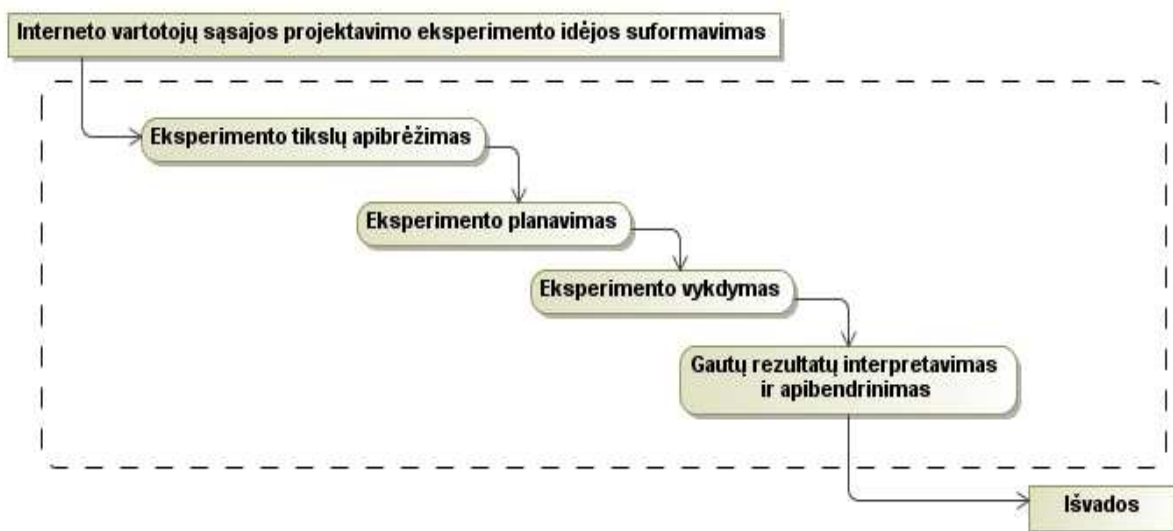 Interneto vartotojų sąsajos projektavimo eksperimento idėjos suformavimas
Eksperimento tikslų apibrėžimas
Eksperimento planavimas
Eksperimento vykdymas
Gautų rezultatų interpretavimas
ir apibendrinimas
Išvados